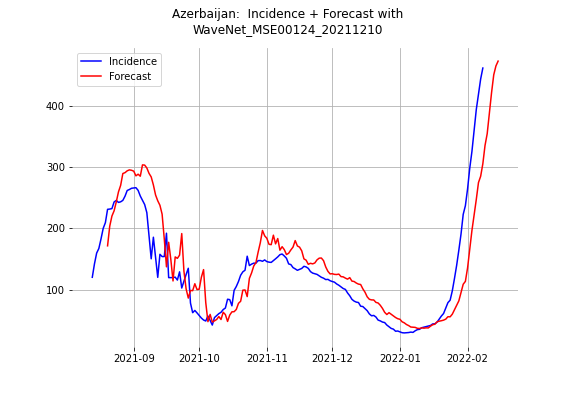 Azerbaijan:  Incidence + Forecast with
WaveNet_MSE00124_20211210
Incidence
Forecast
400
300
200
100
2021-09
2021-10
2021-11
2021-12
2022-01
2022-02